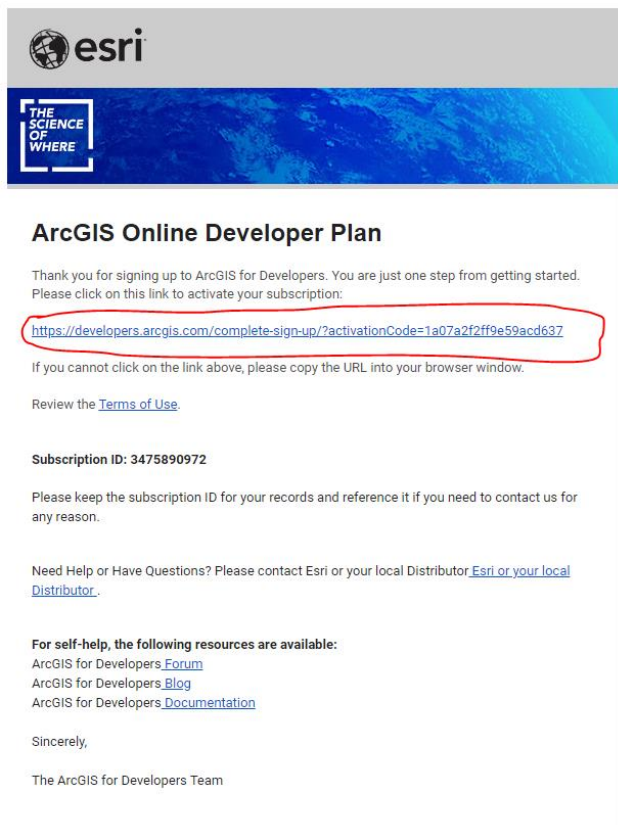 esri
THE
SCIENCE
OF
WHERE
ArcGIS Online Developer Plan
Thank you for signing up to ArcGIS for Developers. You are just one step from getting started.
Please click on this link to activate your subscription:
https://developers.arcgis.com/complete-sign-up/?activationCode=1a07a2f2ff9e59acd637
If you cannot click on the link above, please copy the URL into your browser window.
Review the Terms of Use.
Subscription ID: 3475890972
Please keep the subscription ID for your records and reference it if you need to contact us for
any reason.
Need Help or Have Questions? Please contact Esri or your local Distributor Esri or your local
Distributor .
For self-help, the following resources are available:
ArcGIS for Developers Forum
ArcGIS for Developers Blog
ArcGIS for Developers Documentation
Sincerely,
The ArcGIS for Developers Team